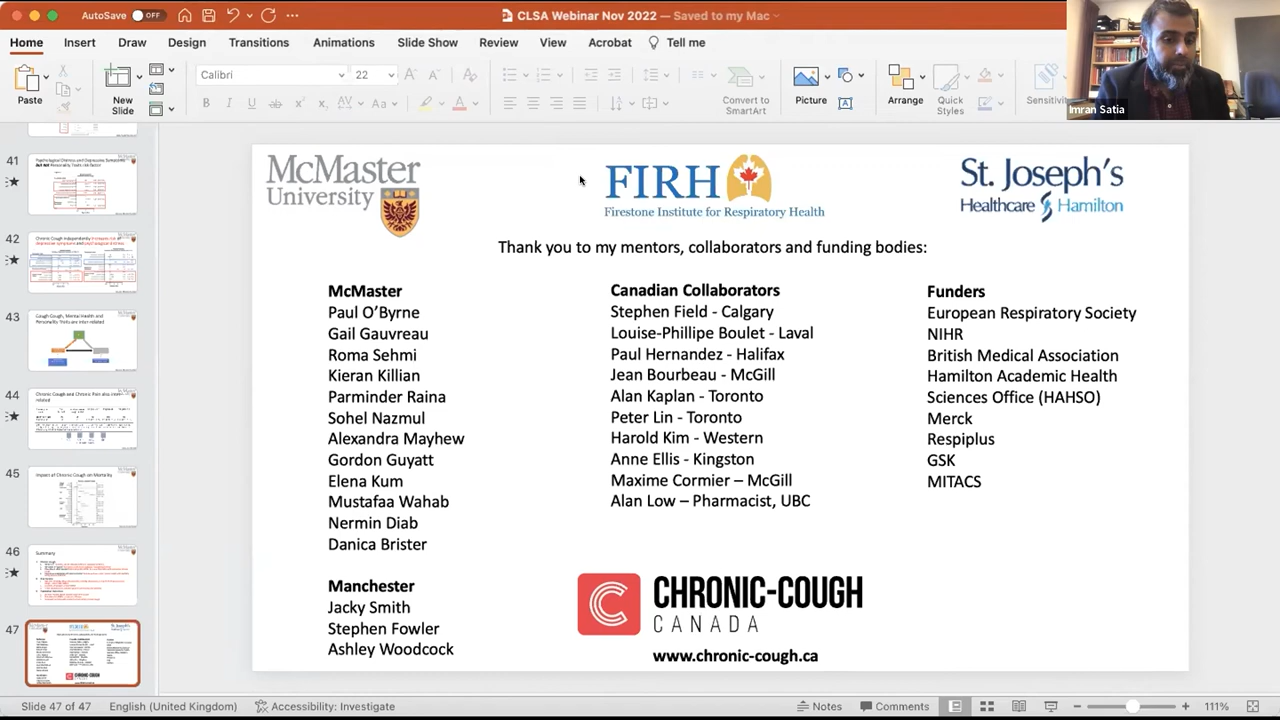 AutoSave OFF
CLSA Webinar Nov 2022 — Saved to my Mac
Home Insert Draw Design Transitions Animations Slide Show Review View Acrobat Tell me
Paste
New Slide
Calibri 22
Convert to SmartArt
Picture
Arrange
Quick Styles
Imran Satia
41
43
44
45
Impact of Chronic Cough on Mortality
46
Summary
McMaster University
FIRH
Firestone Institute for Respiratory Health
St. Joseph's
Healthcare Hamilton
Thank you to my mentors, collaborators and funding bodies:
McMaser
Paul O'Byrne
Gail Gauvreau
Roma Sehmi
Kieran Killian
Parminder Raina
Sohel Nazmul
Alexandra Mayhew
Gordon Guyatt
Elena Kum
Mustafaa Wahab
Nermin Diab
Danica Brister
Manchester
Jacky Smith
Stephen Fowler
Ashley Woodcock
Canadian Collaborators
Stephen Field - Calgary
Louise-Phillipe Boulet - Laval
Paul Hernandez - Halifax
Jean Bourbeau - McGill
Alan Kaplan - Toronto
Peter Lin - Toronto
Harold Kim - Western
Anne Ellis - Kingston
Maxime Cormier – McGill
Alan Low – Pharmacist, UBC
Funders
European Respiratory Society
NIHR
British Medical Association
Hamilton Academic Health
Sciences Office (HAHSO)
Merck
Respiplus
GSK
MITACS
CHRONIC-COUGH
CANADA
www.chronic-cough.ca
Slide 47 of 47 English (United Kingdom) Accessibility: Investigate Notes Comments 111%